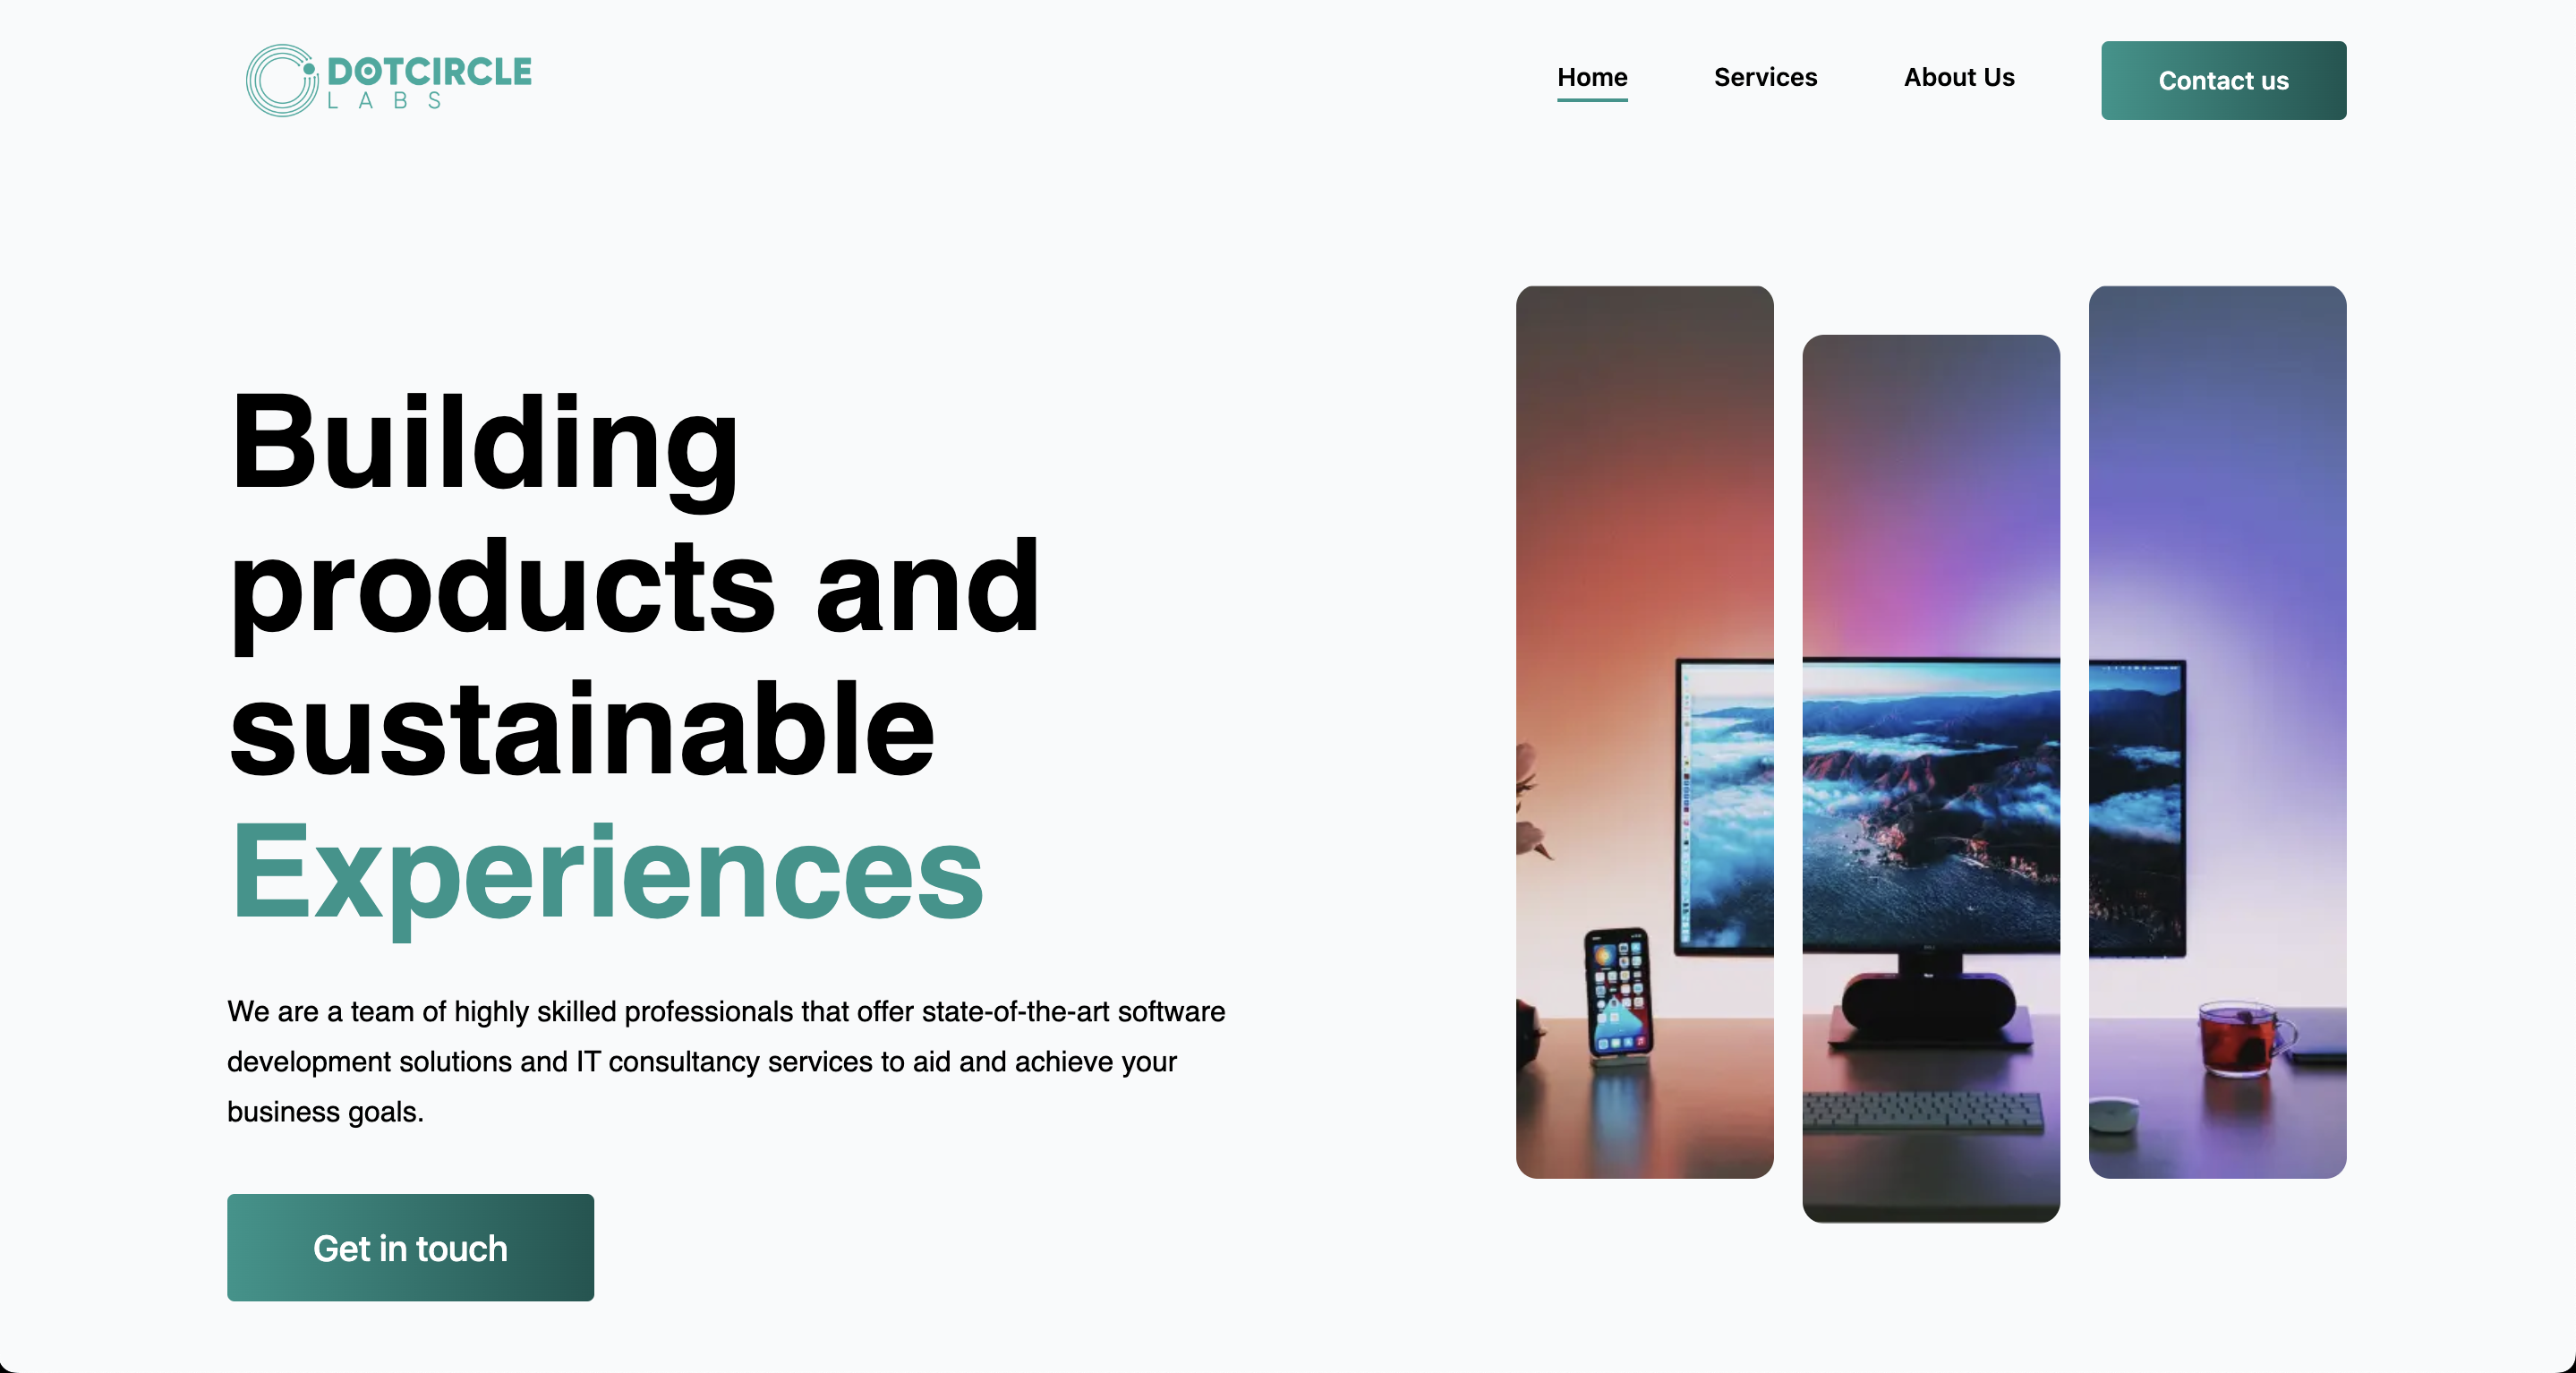 DOTCIRCLE
LABS
Home
Services
About Us
Contact us
Building
products and
sustainable
Experiences
We are a team of highly skilled professionals that offer state-of-the-art software
development solutions and IT consultancy services to aid and achieve your
business goals.
Get in touch